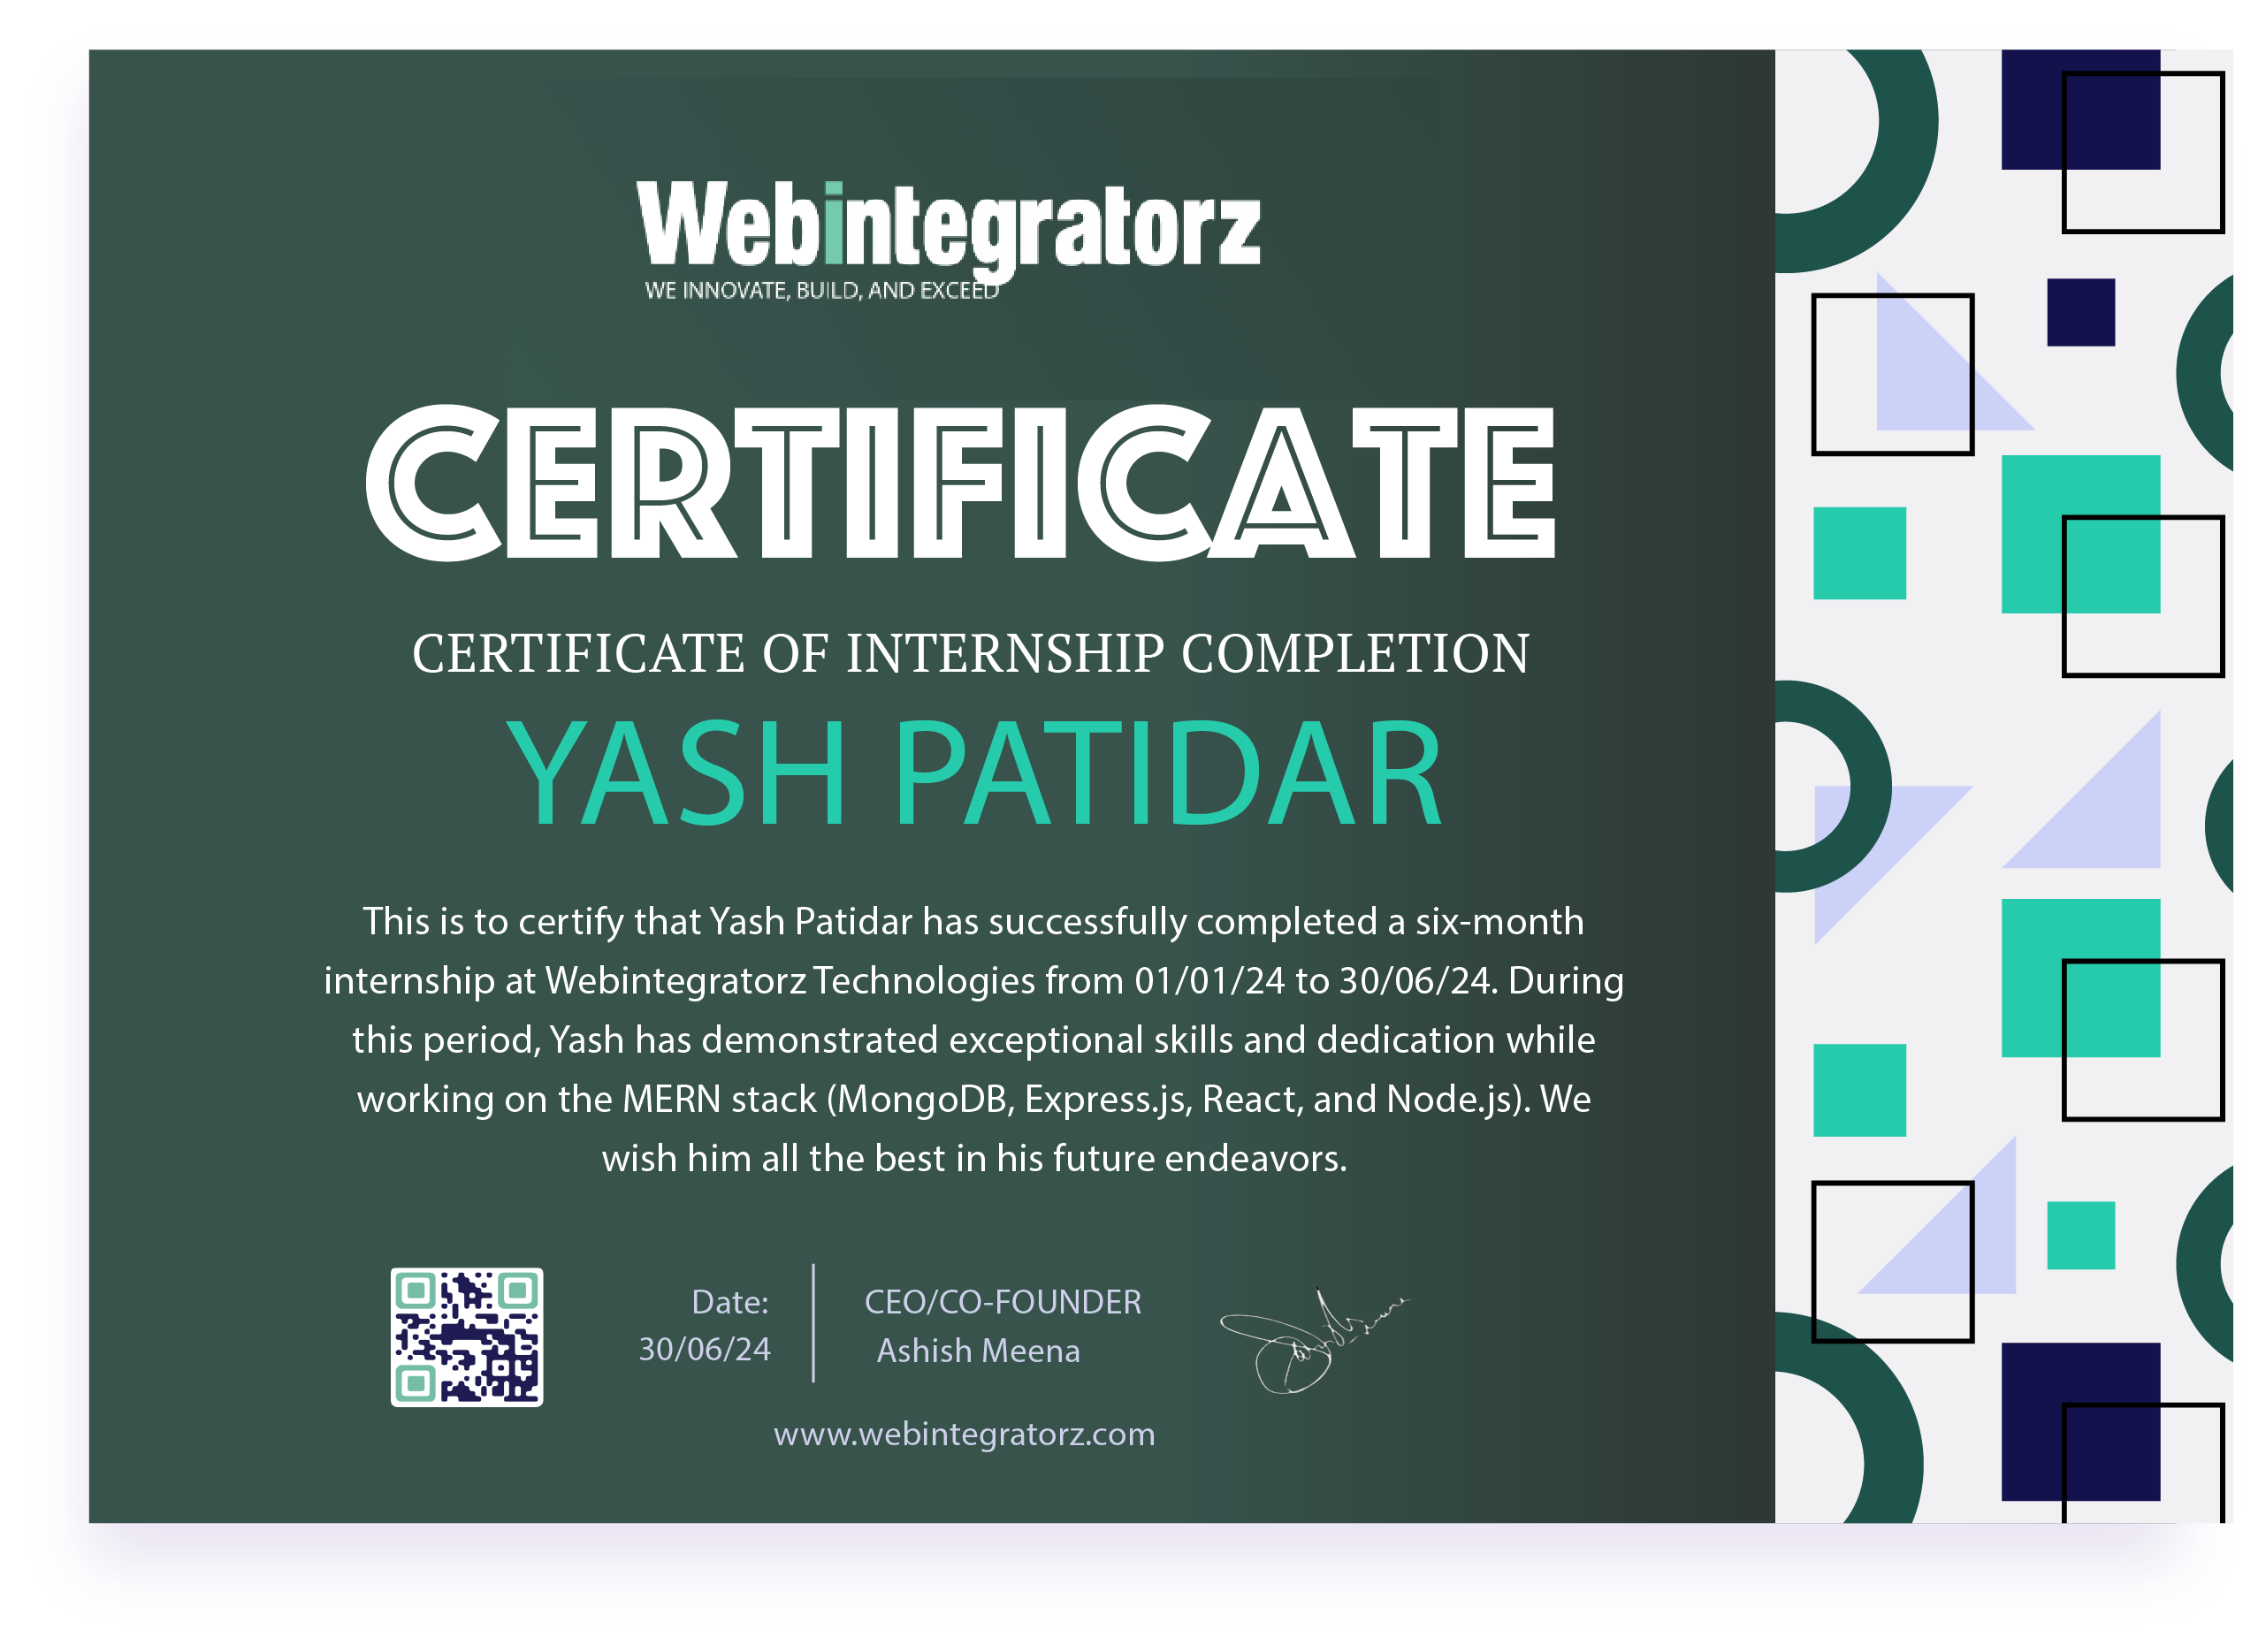 Webintegratorz
WE INNOVATE, BUILD, AND EXCEED
CERTIFICATE
CERTIFICATE OF INTERNSHIP COMPLETION
YASH PATIDAR
This is to certify that Yash Patidar has successfully completed a six-month
internship at Webintegratorz Technologies from 01/01/24 to 30/06/24. During
this period, Yash has demonstrated exceptional skills and dedication while
working on the MERN stack (MongoDB, Express.js, React, and Node.js). We
wish him all the best in his future endeavors.
Date:
30/06/24
CEO/CO-FOUNDER
Ashish Meena
www.webintegratorz.com